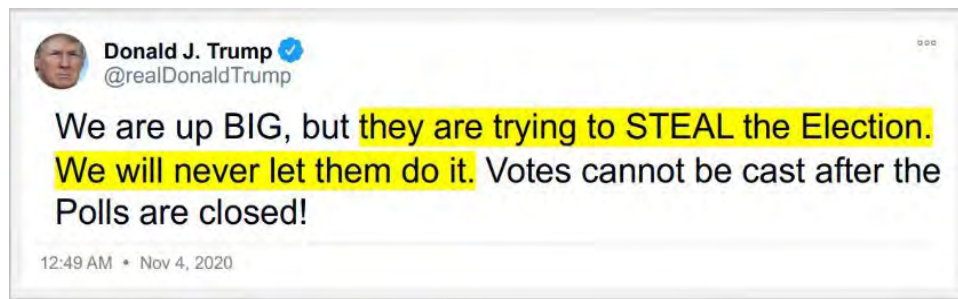 Donald J. Trump
@realDonaldTrump
We are up BIG, but they are trying to STEAL the Election.
We will never let them do it. Votes cannot be cast after the
Polls are closed!
12:49 AM • Nov 4, 2020